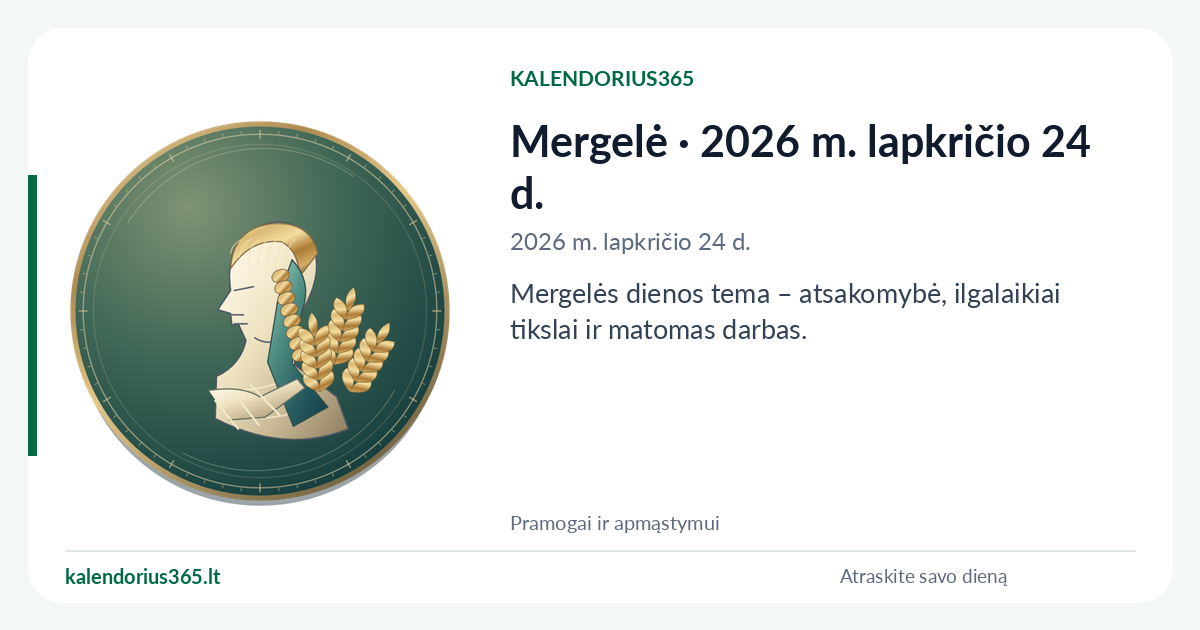 KALENDORIUS365
Mergelė · 2026 m. lapkričio 24
d.
2026 m. lapkričio 24 d.
Mergelės dienos tema – atsakomybė, ilgalaikiai
tikslai ir matomas darbas.
Pramogai ir apmąstymui
kalendorius365.lt
Atraskite savo dieną